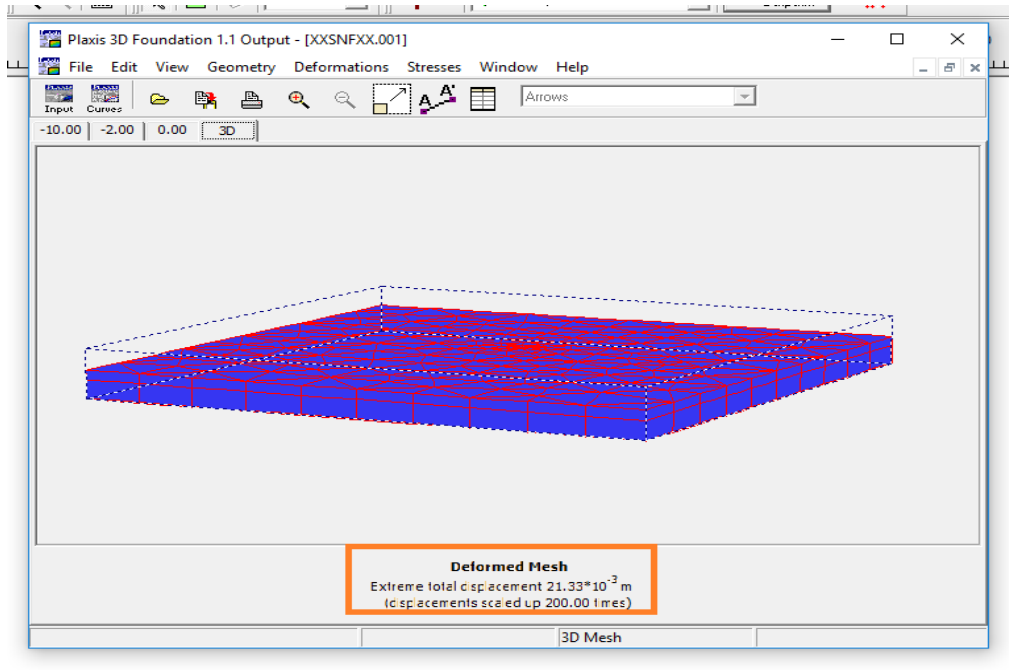 Plaxis 3D Foundation 1.1 Output - [XXSNFXX.001]
File Edit View Geometry Deformations Stresses Window Help
Input Curves A A* Arrows
-10.00 -2.00 0.00 3D
Deformed Mesh
Extreme total displacement 21.33*10⁻³ m
(displacements scaled up 200.00 times)
3D Mesh